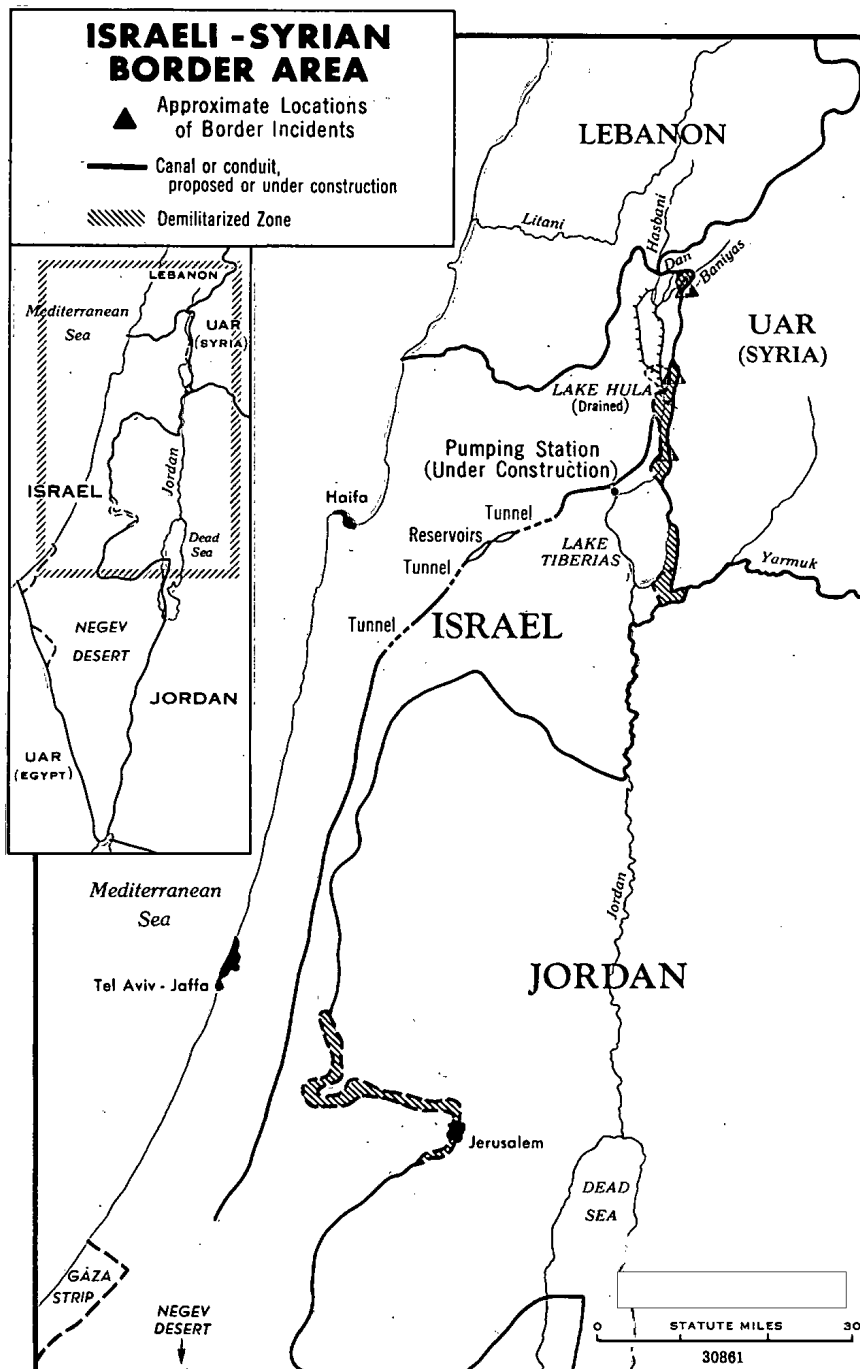 ISRAELI - SYRIAN
BORDER AREA
Approximate Locations
of Border Incidents
Canal or conduit,
proposed or under construction
Demilitarized Zone
LEBANON
Mediterranean
Sea
UAR
(SYRIA)
ISRAEL
Jordan
Dead
Sea
NEGEV
DESERT
JORDAN
UAR
(EGYPT)
LEBANON
Litani
Hasbani
Dan
Baniyas
UAR
(SYRIA)
LAKE HULA
(Drained)
Pumping Station
(Under Construction)
Haifa
Tunnel
Reservoirs
LAKE
TIBERIAS
Tunnel
Yarmuk
Tunnel
ISRAEL
Mediterranean
Sea
Jordan
Tel Aviv - Jaffa
JORDAN
Jerusalem
DEAD
SEA
GAZA
STRIP
NEGEV
DESERT
0 STATUTE MILES 30
30861